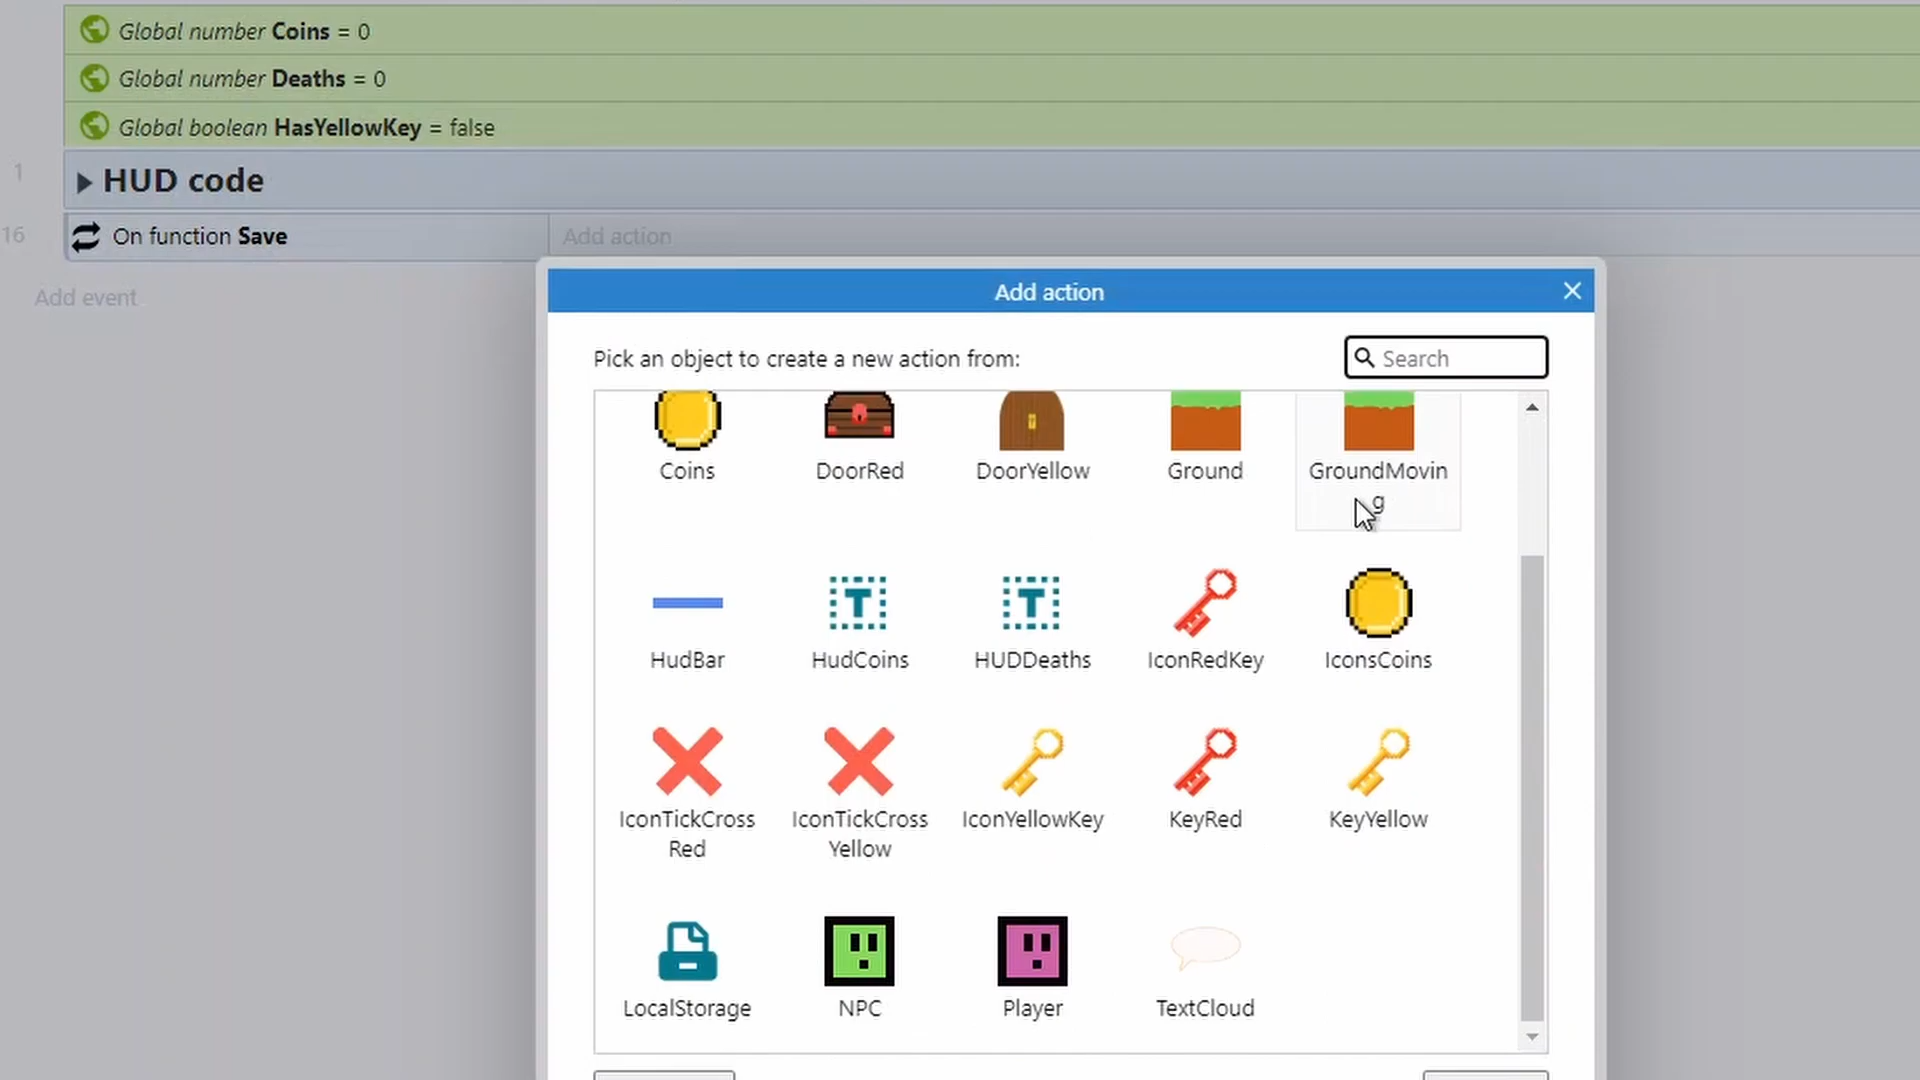 Global number Coins = 0
Global number Deaths = 0
Global boolean HasYellowKey = false
1
HUD code
16
On function Save
Add action
Add event
Add action
Pick an object to create a new action from:
Search
Coins
DoorRed
DoorYellow
Ground
GroundMovin
g
HudBar
HudCoins
HUDDeaths
IconRedKey
IconsCoins
IconTickCross
Red
IconTickCross
Yellow
IconYellowKey
KeyRed
KeyYellow
LocalStorage
NPC
Player
TextCloud